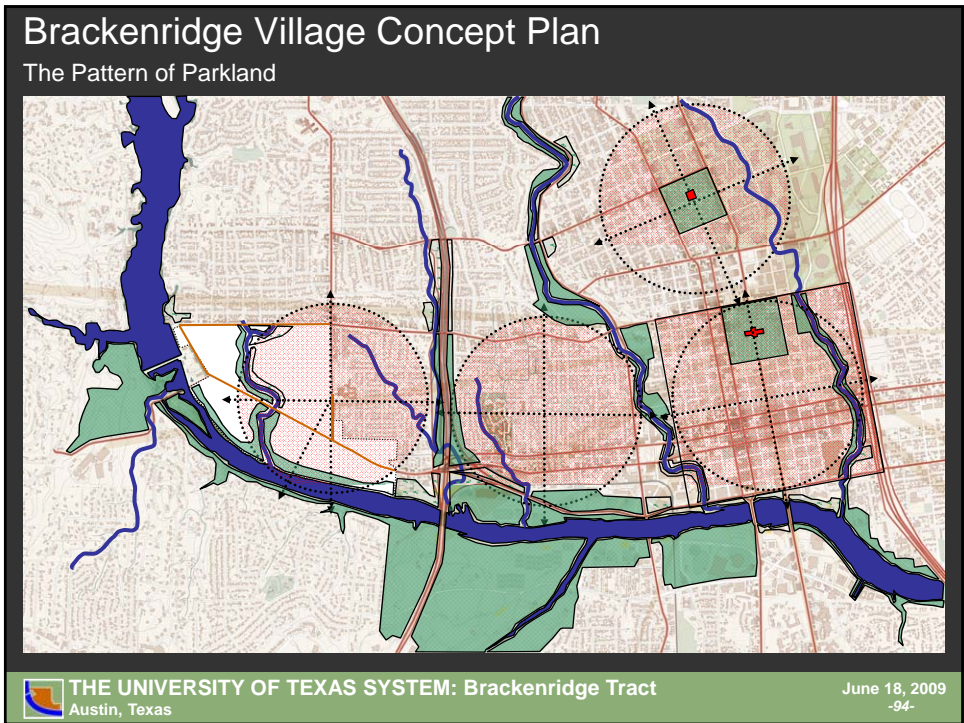 Brackenridge Village Concept Plan
The Pattern of Parkland
THE UNIVERSITY OF TEXAS SYSTEM: Brackenridge Tract
Austin, Texas
June 18, 2009
-94-